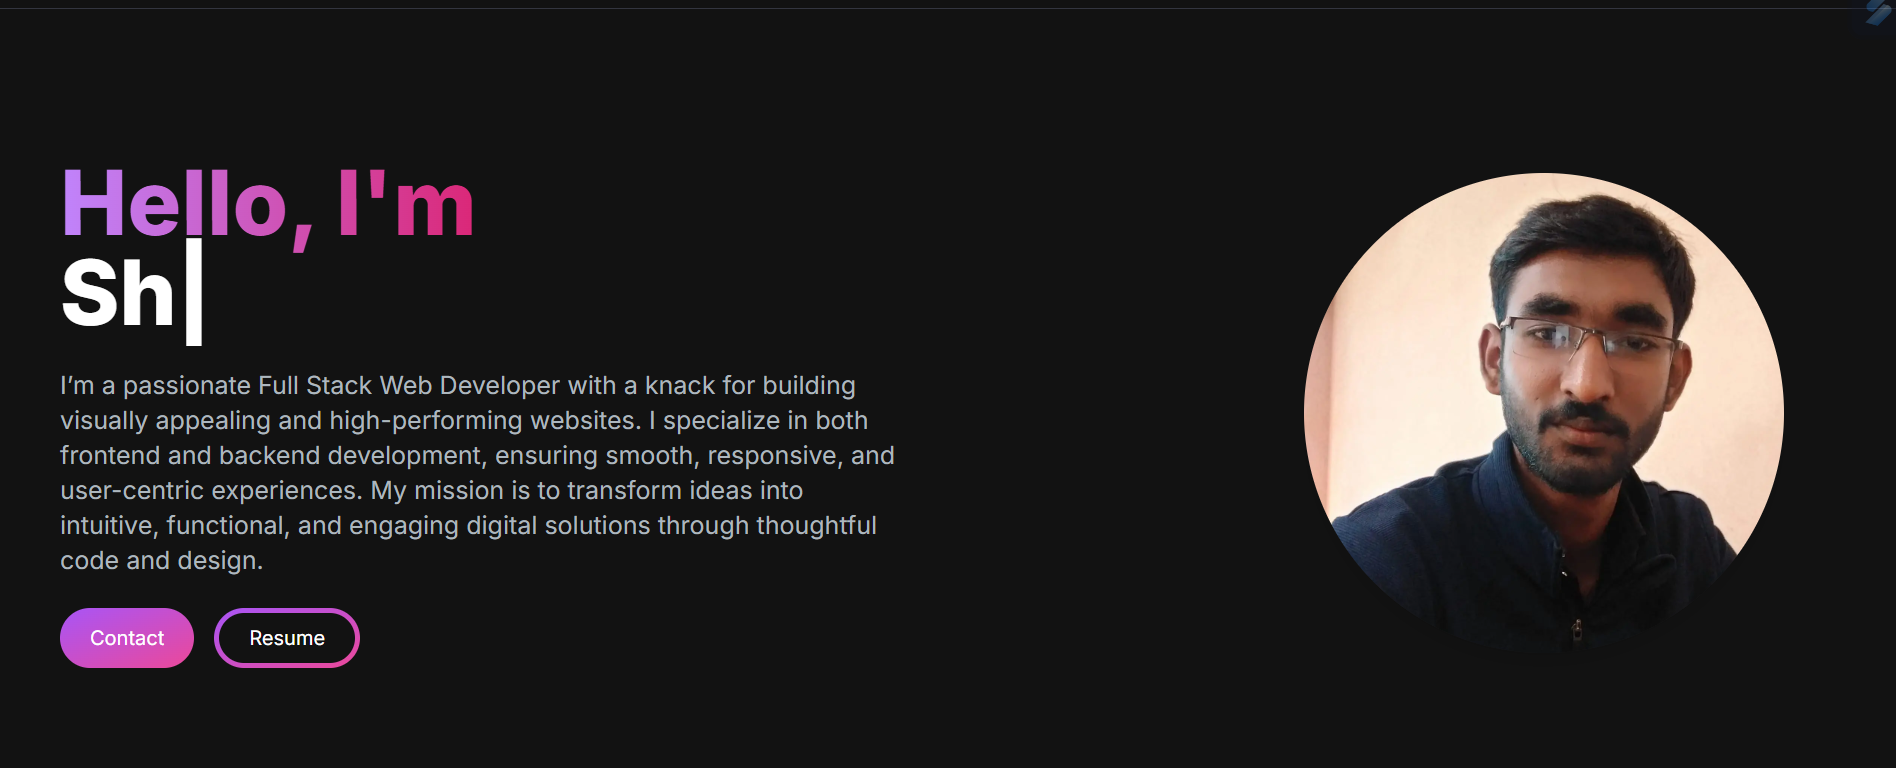 Hello, I'm
Sh
I’m a passionate Full Stack Web Developer with a knack for building
visually appealing and high-performing websites. I specialize in both
frontend and backend development, ensuring smooth, responsive, and
user-centric experiences. My mission is to transform ideas into
intuitive, functional, and engaging digital solutions through thoughtful
code and design.
Contact
Resume